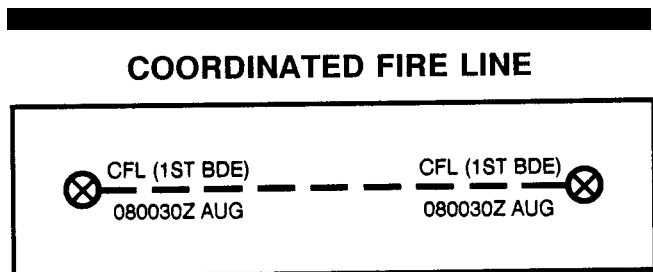 COORDINATED FIRE LINE
CFL (1ST BDE) CFL (1ST BDE)
080030Z AUG 080030Z AUG